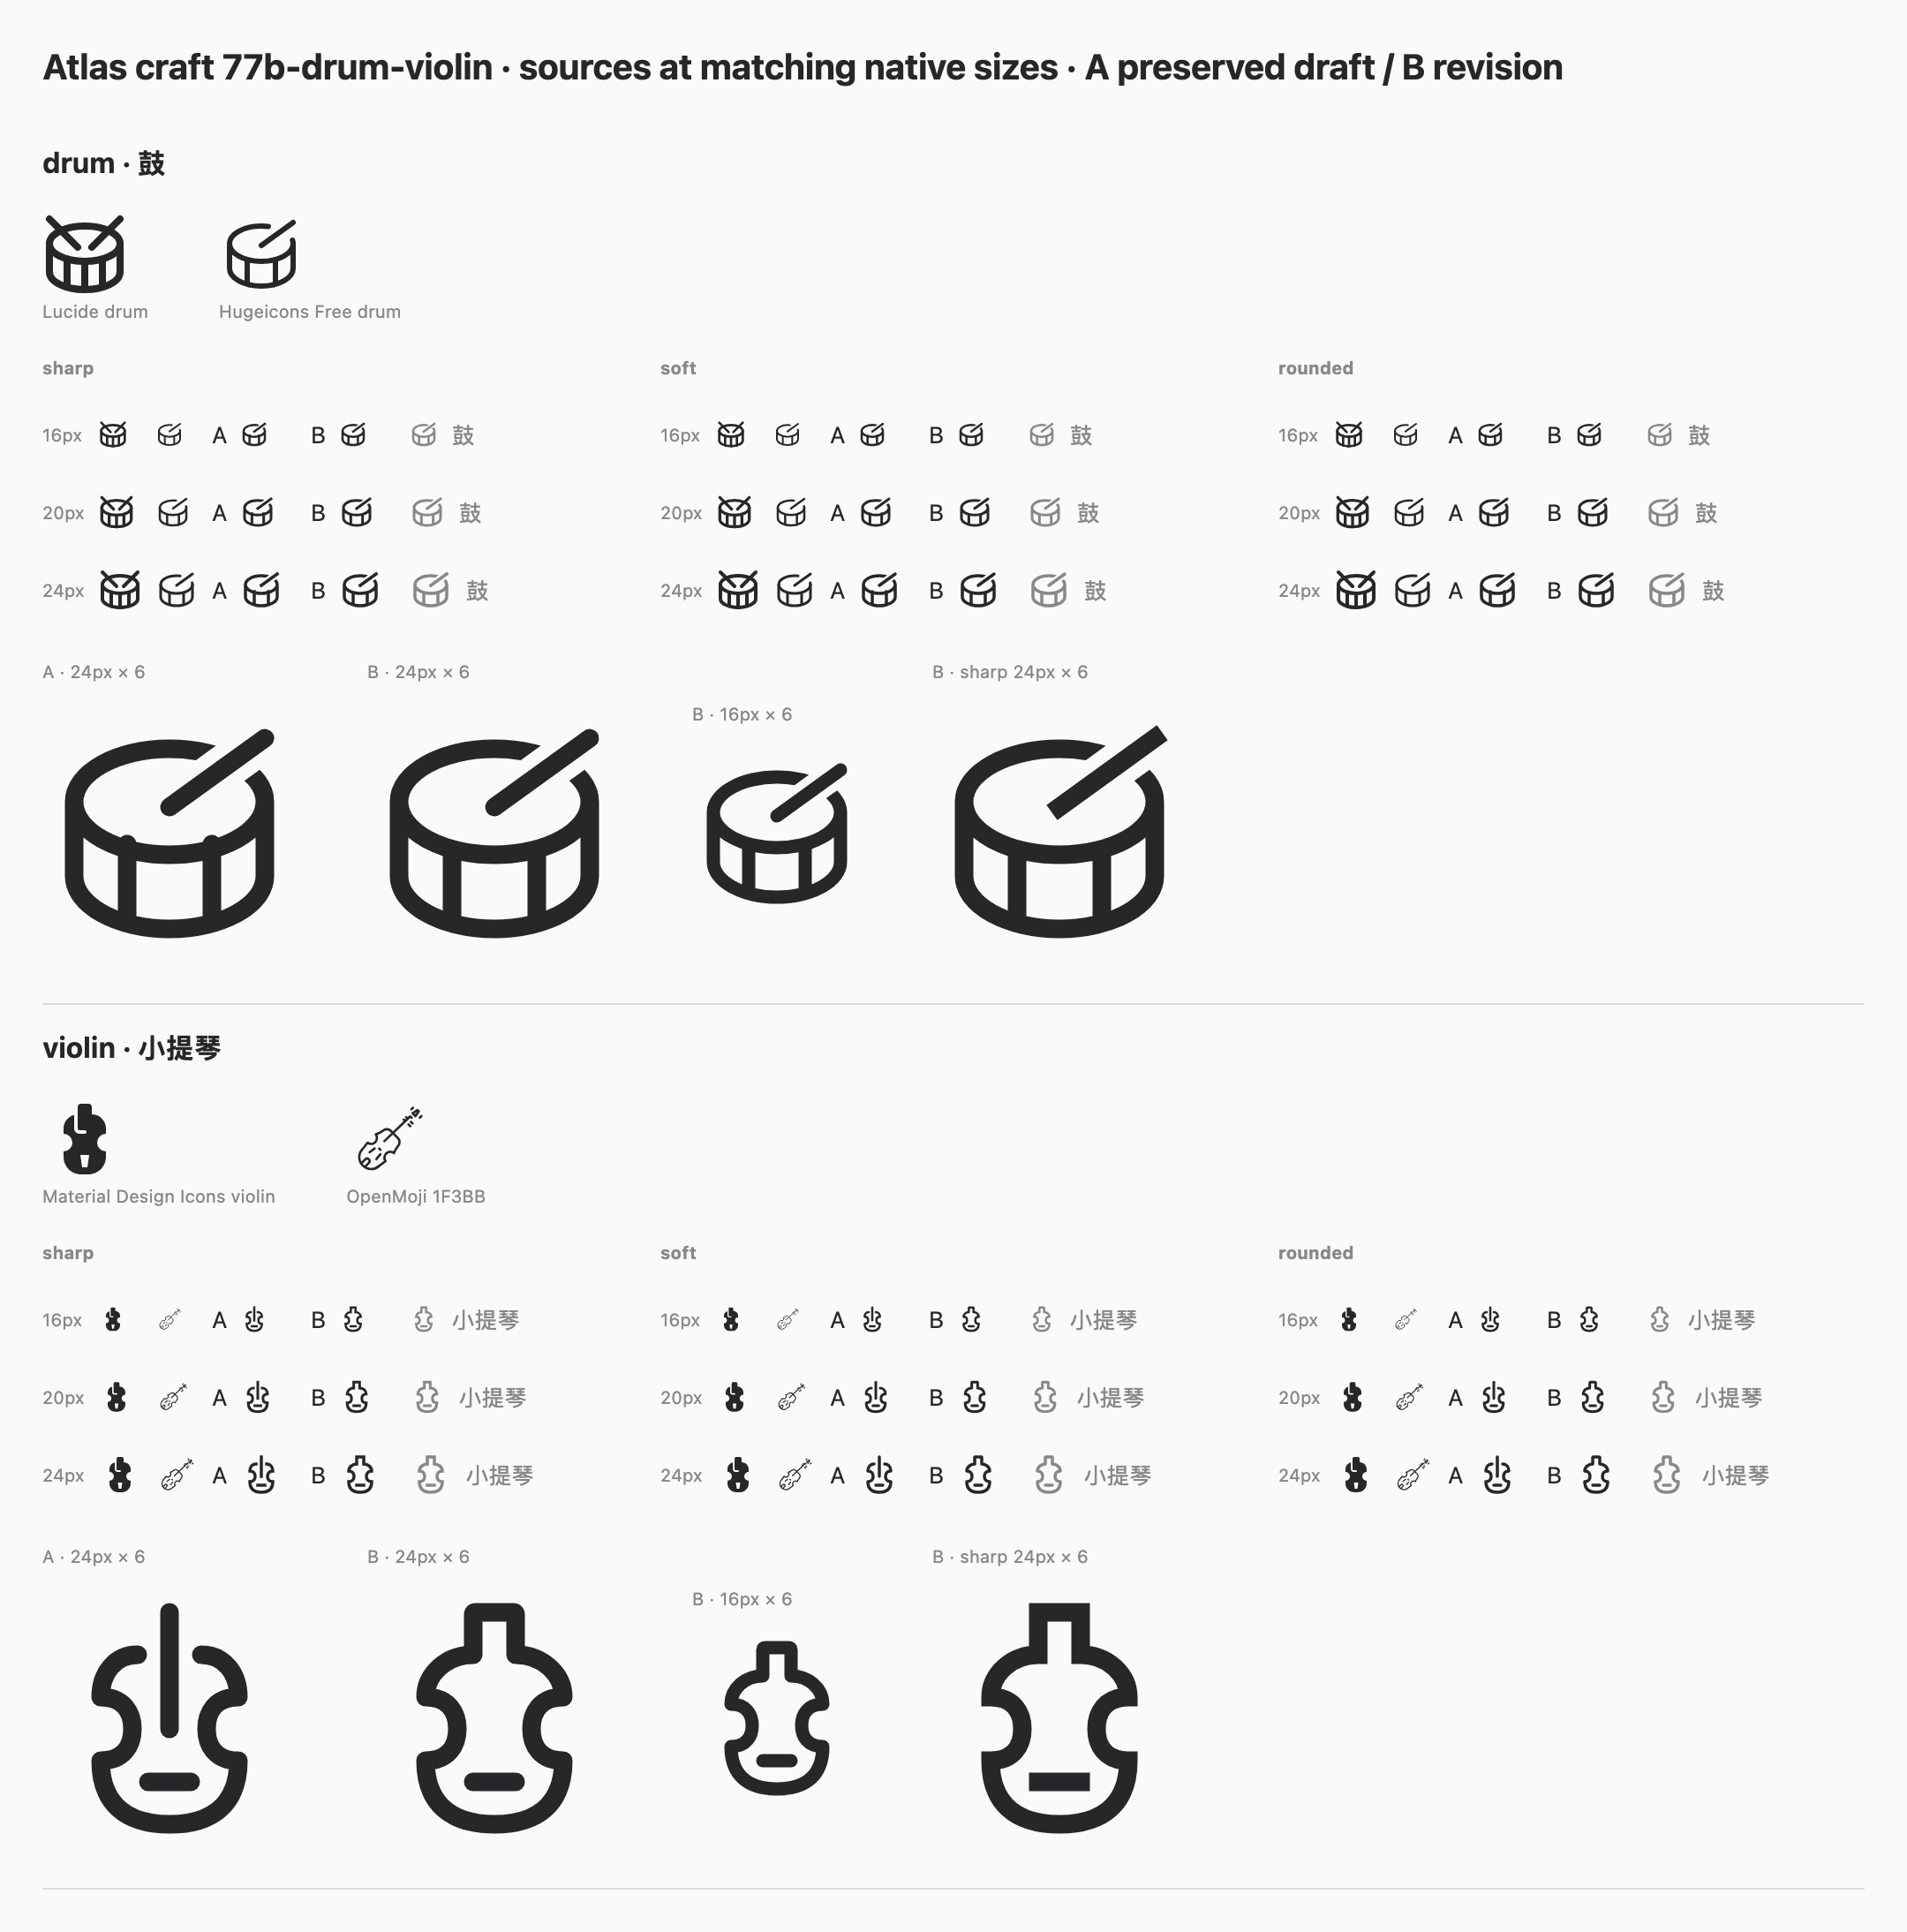 Atlas craft 77b-drum-violin · sources at matching native sizes · A preserved draft / B revision
drum · 鼓
Lucide drum Hugeicons Free drum
sharp soft rounded
16px A B 鼓 16px A B 鼓 16px A B 鼓
20px A B 鼓 20px A B 鼓 20px A B 鼓
24px A B 鼓 24px A B 鼓 24px A B 鼓
A · 24px × 6 B · 24px × 6 B · sharp 24px × 6
B · 16px × 6
violin · 小提琴
Material Design Icons violin OpenMoji 1F3BB
sharp soft rounded
16px A B 小提琴 16px A B 小提琴 16px A B 小提琴
20px A B 小提琴 20px A B 小提琴 20px A B 小提琴
24px A B 小提琴 24px A B 小提琴 24px A B 小提琴
A · 24px × 6 B · 24px × 6 B · sharp 24px × 6
B · 16px × 6